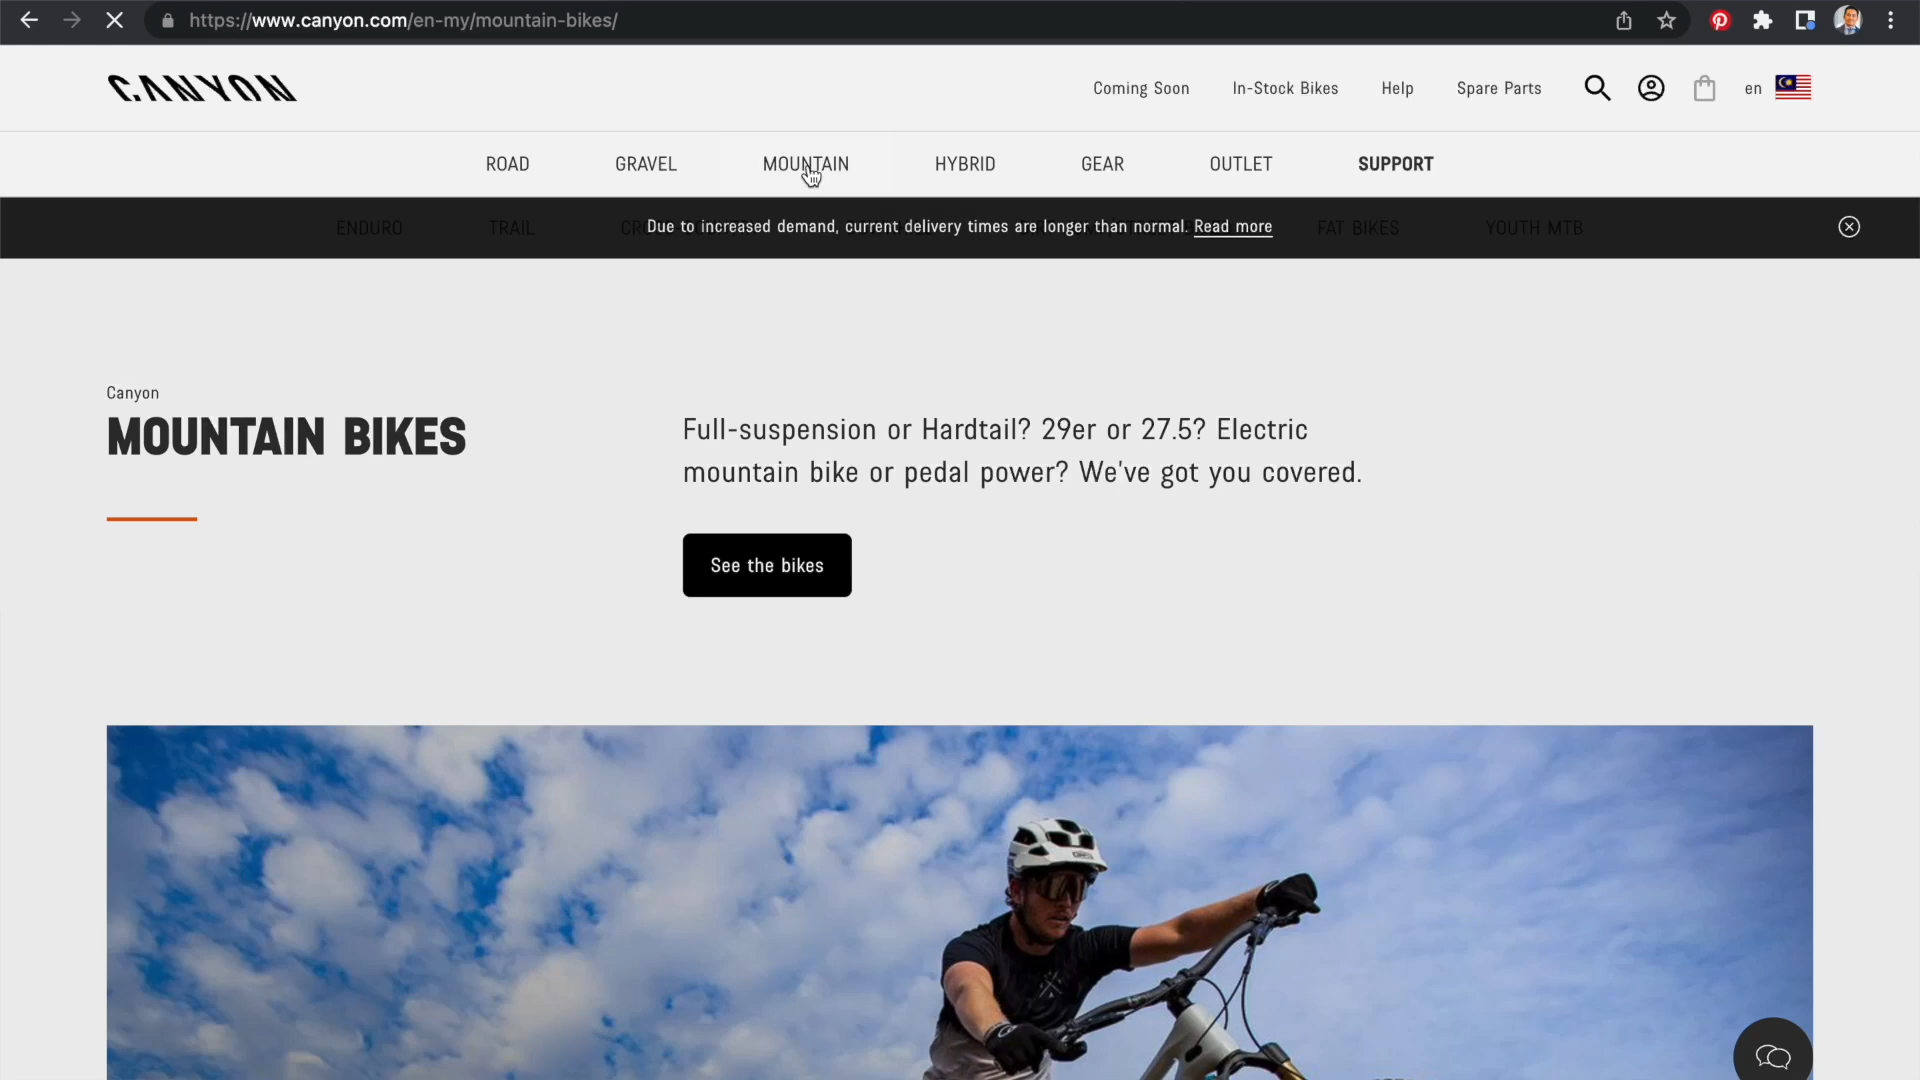 https://www.canyon.com/en-my/mountain-bikes/
CANYON
Coming Soon
In-Stock Bikes
Help
Spare Parts
en
ROAD
GRAVEL
MOUNTAIN
HYBRID
GEAR
OUTLET
SUPPORT
ENDURO
TRAIL
Due to increased demand, current delivery times are longer than normal. Read more
FAT BIKES
YOUTH MTB
Canyon
MOUNTAIN BIKES
Full-suspension or Hardtail? 29er or 27.5? Electric
mountain bike or pedal power? We've got you covered.
See the bikes